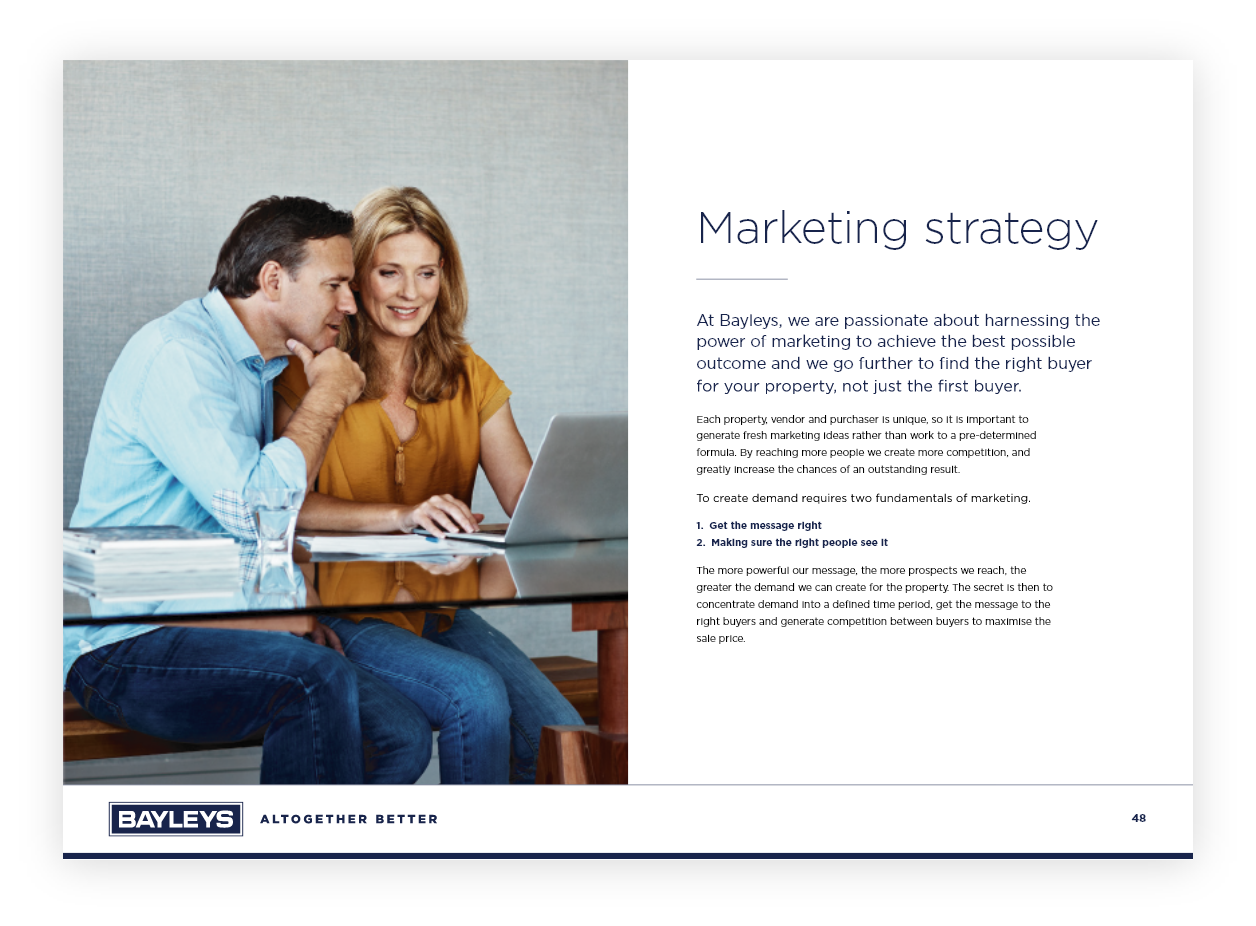 Marketing strategy
At Bayleys, we are passionate about harnessing the
power of marketing to achieve the best possible
outcome and we go further to find the right buyer
for your property, not just the first buyer.
Each property, vendor and purchaser is unique, so it is important to
generate fresh marketing ideas rather than work to a pre-determined
formula. By reaching more people we create more competition, and
greatly increase the chances of an outstanding result.
To create demand requires two fundamentals of marketing.
1. Get the message right
2. Making sure the right people see it
The more powerful our message, the more prospects we reach, the
greater the demand we can create for the property. The secret is then to
concentrate demand into a defined time period, get the message to the
right buyers and generate competition between buyers to maximise the
sale price.
BAYLEYS ALTOGETHER BETTER
48